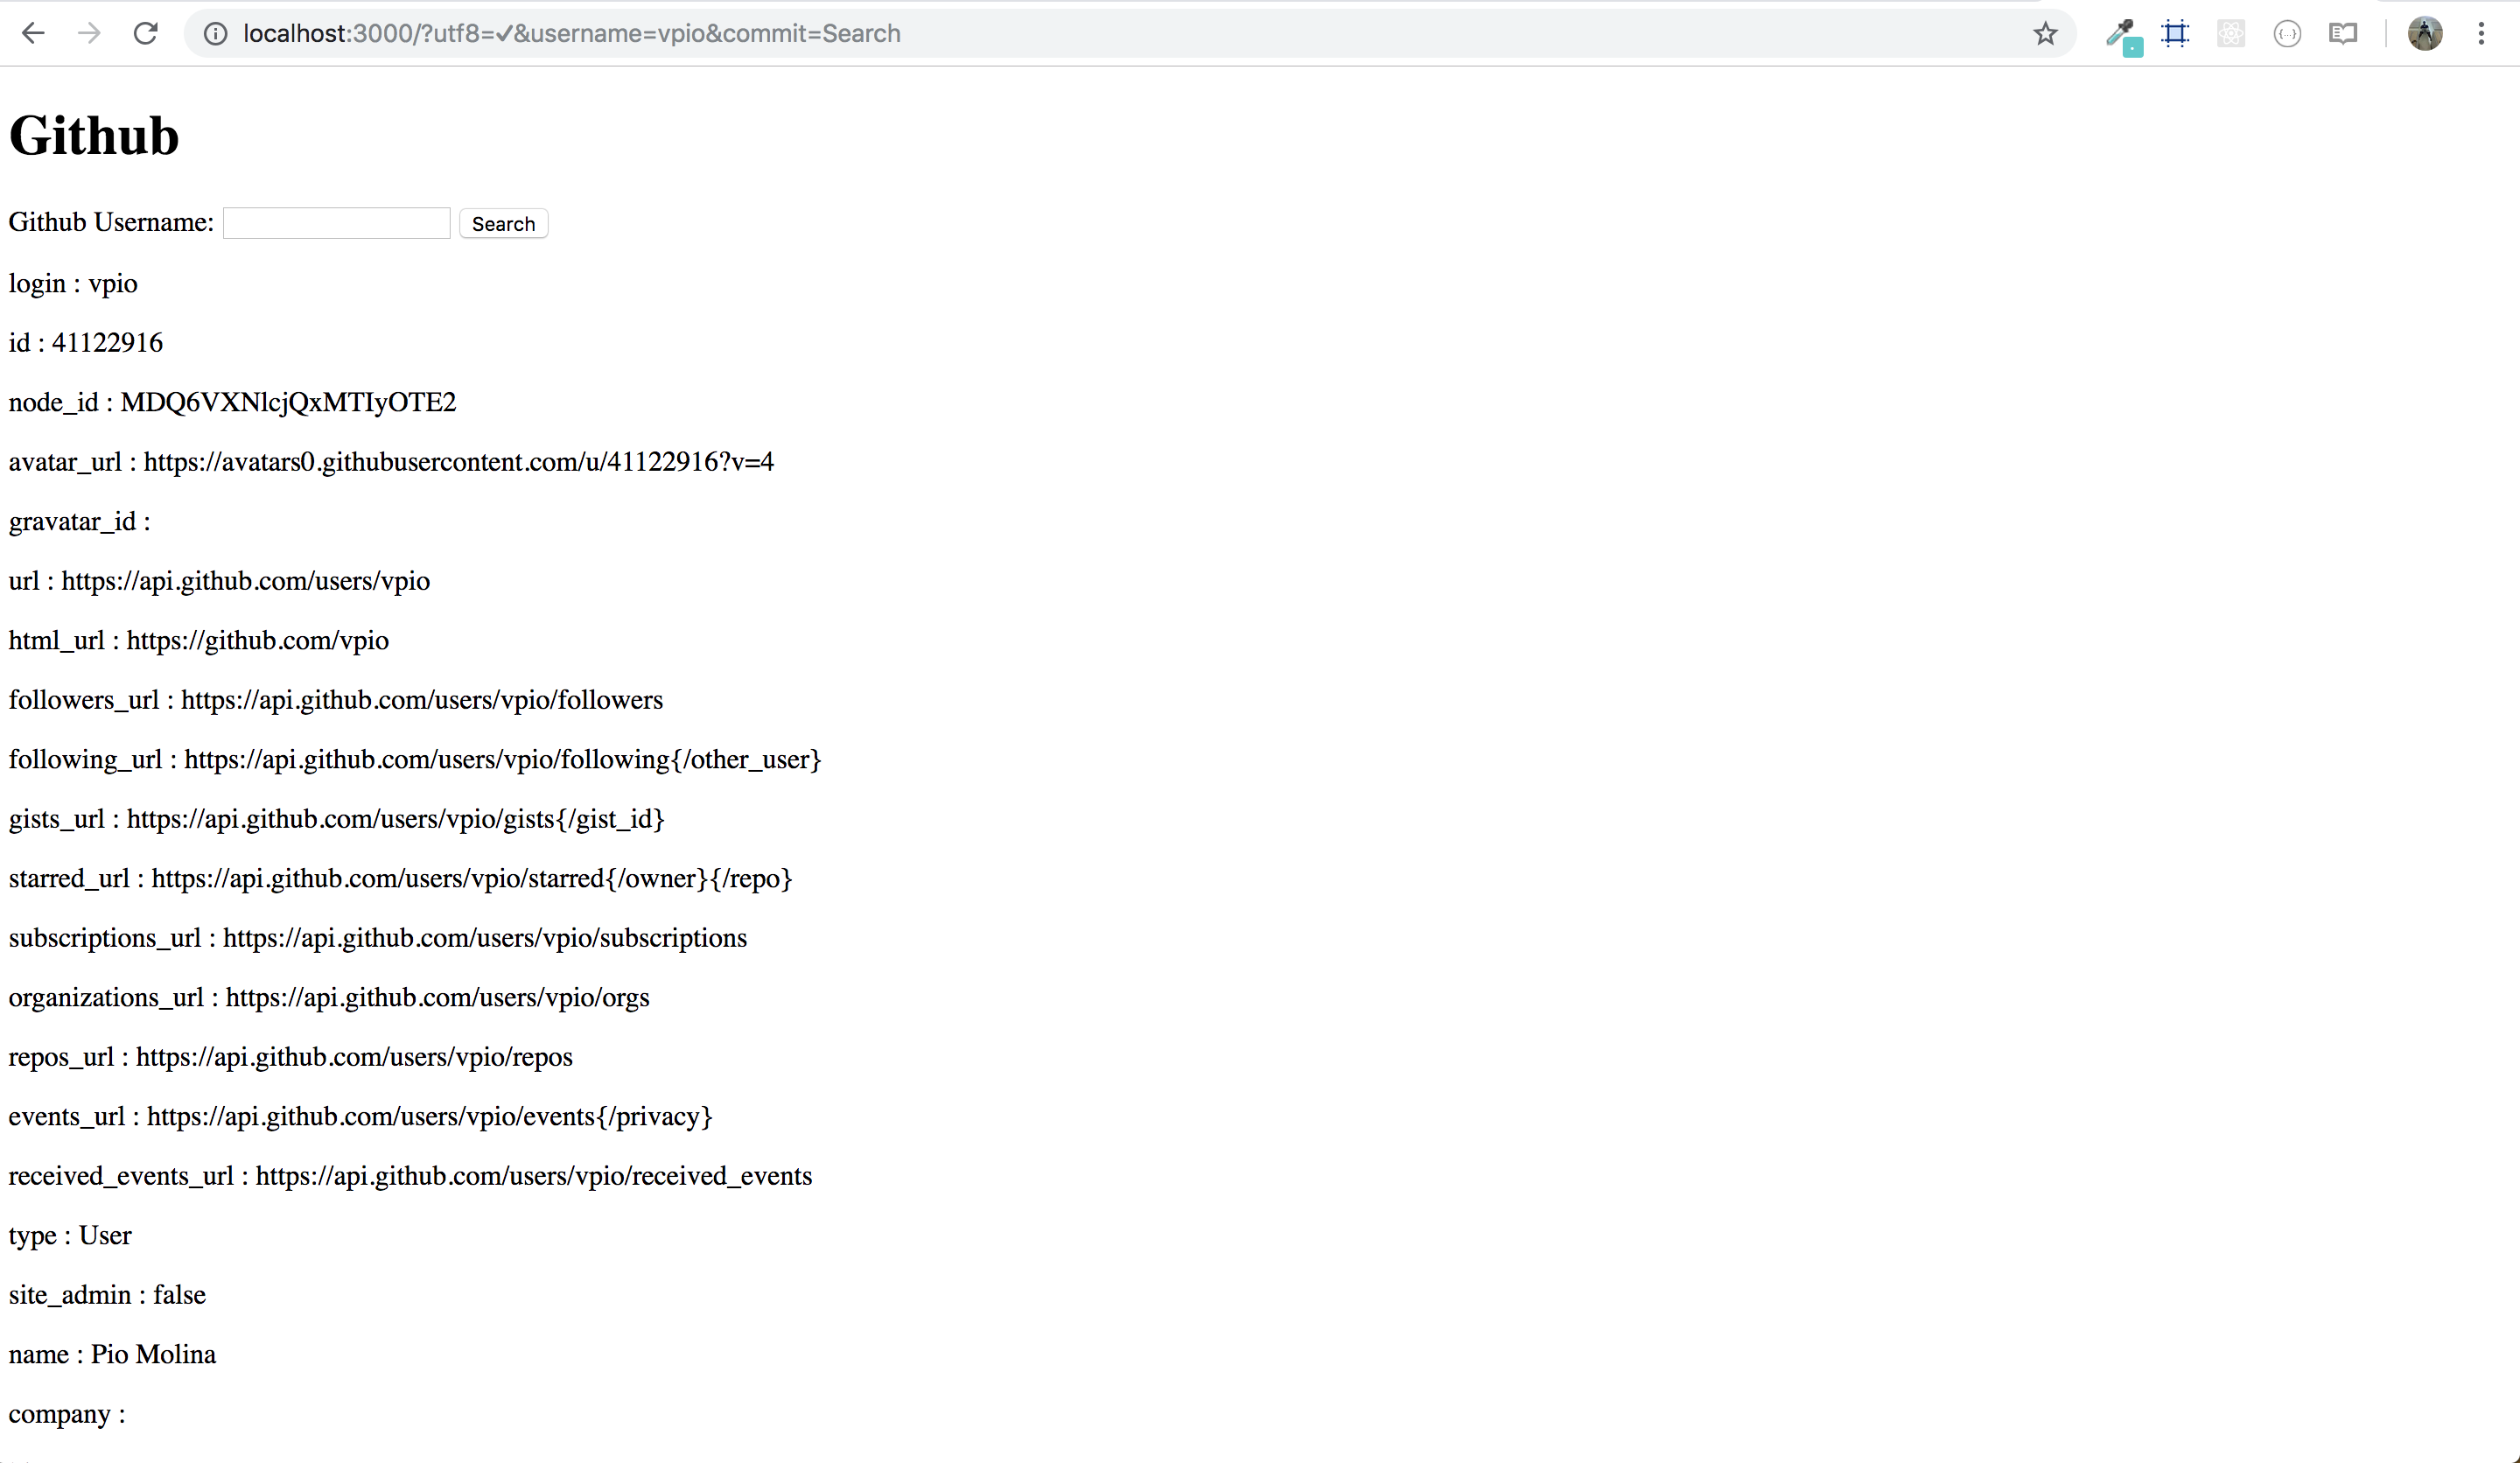 localhost:3000/?utf8=✓&username=vpio&commit=Search
Github
Github Username: Search
login : vpio
id : 41122916
node_id : MDQ6VXNlcjQxMTIyOTE2
avatar_url : https://avatars0.githubusercontent.com/u/41122916?v=4
gravatar_id :
url : https://api.github.com/users/vpio
html_url : https://github.com/vpio
followers_url : https://api.github.com/users/vpio/followers
following_url : https://api.github.com/users/vpio/following{/other_user}
gists_url : https://api.github.com/users/vpio/gists{/gist_id}
starred_url : https://api.github.com/users/vpio/starred{/owner}{/repo}
subscriptions_url : https://api.github.com/users/vpio/subscriptions
organizations_url : https://api.github.com/users/vpio/orgs
repos_url : https://api.github.com/users/vpio/repos
events_url : https://api.github.com/users/vpio/events{/privacy}
received_events_url : https://api.github.com/users/vpio/received_events
type : User
site_admin : false
name : Pio Molina
company :